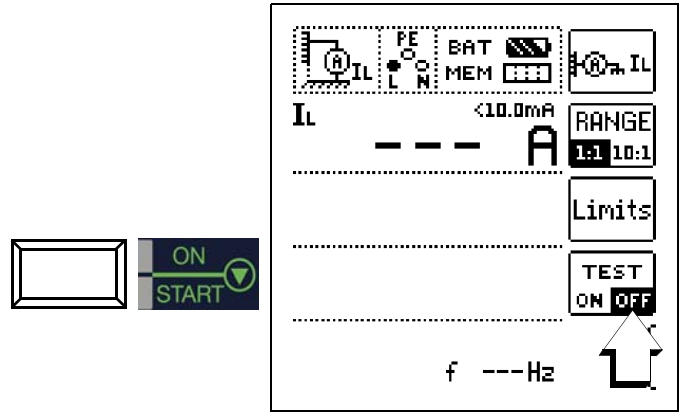 PE
BAT
A IL
L N
MEM
A IL
IL
<10.0mA
--- A
RANGE
1:1 10:1
Limits
ON
START
TEST
ON OFF
f ---Hz